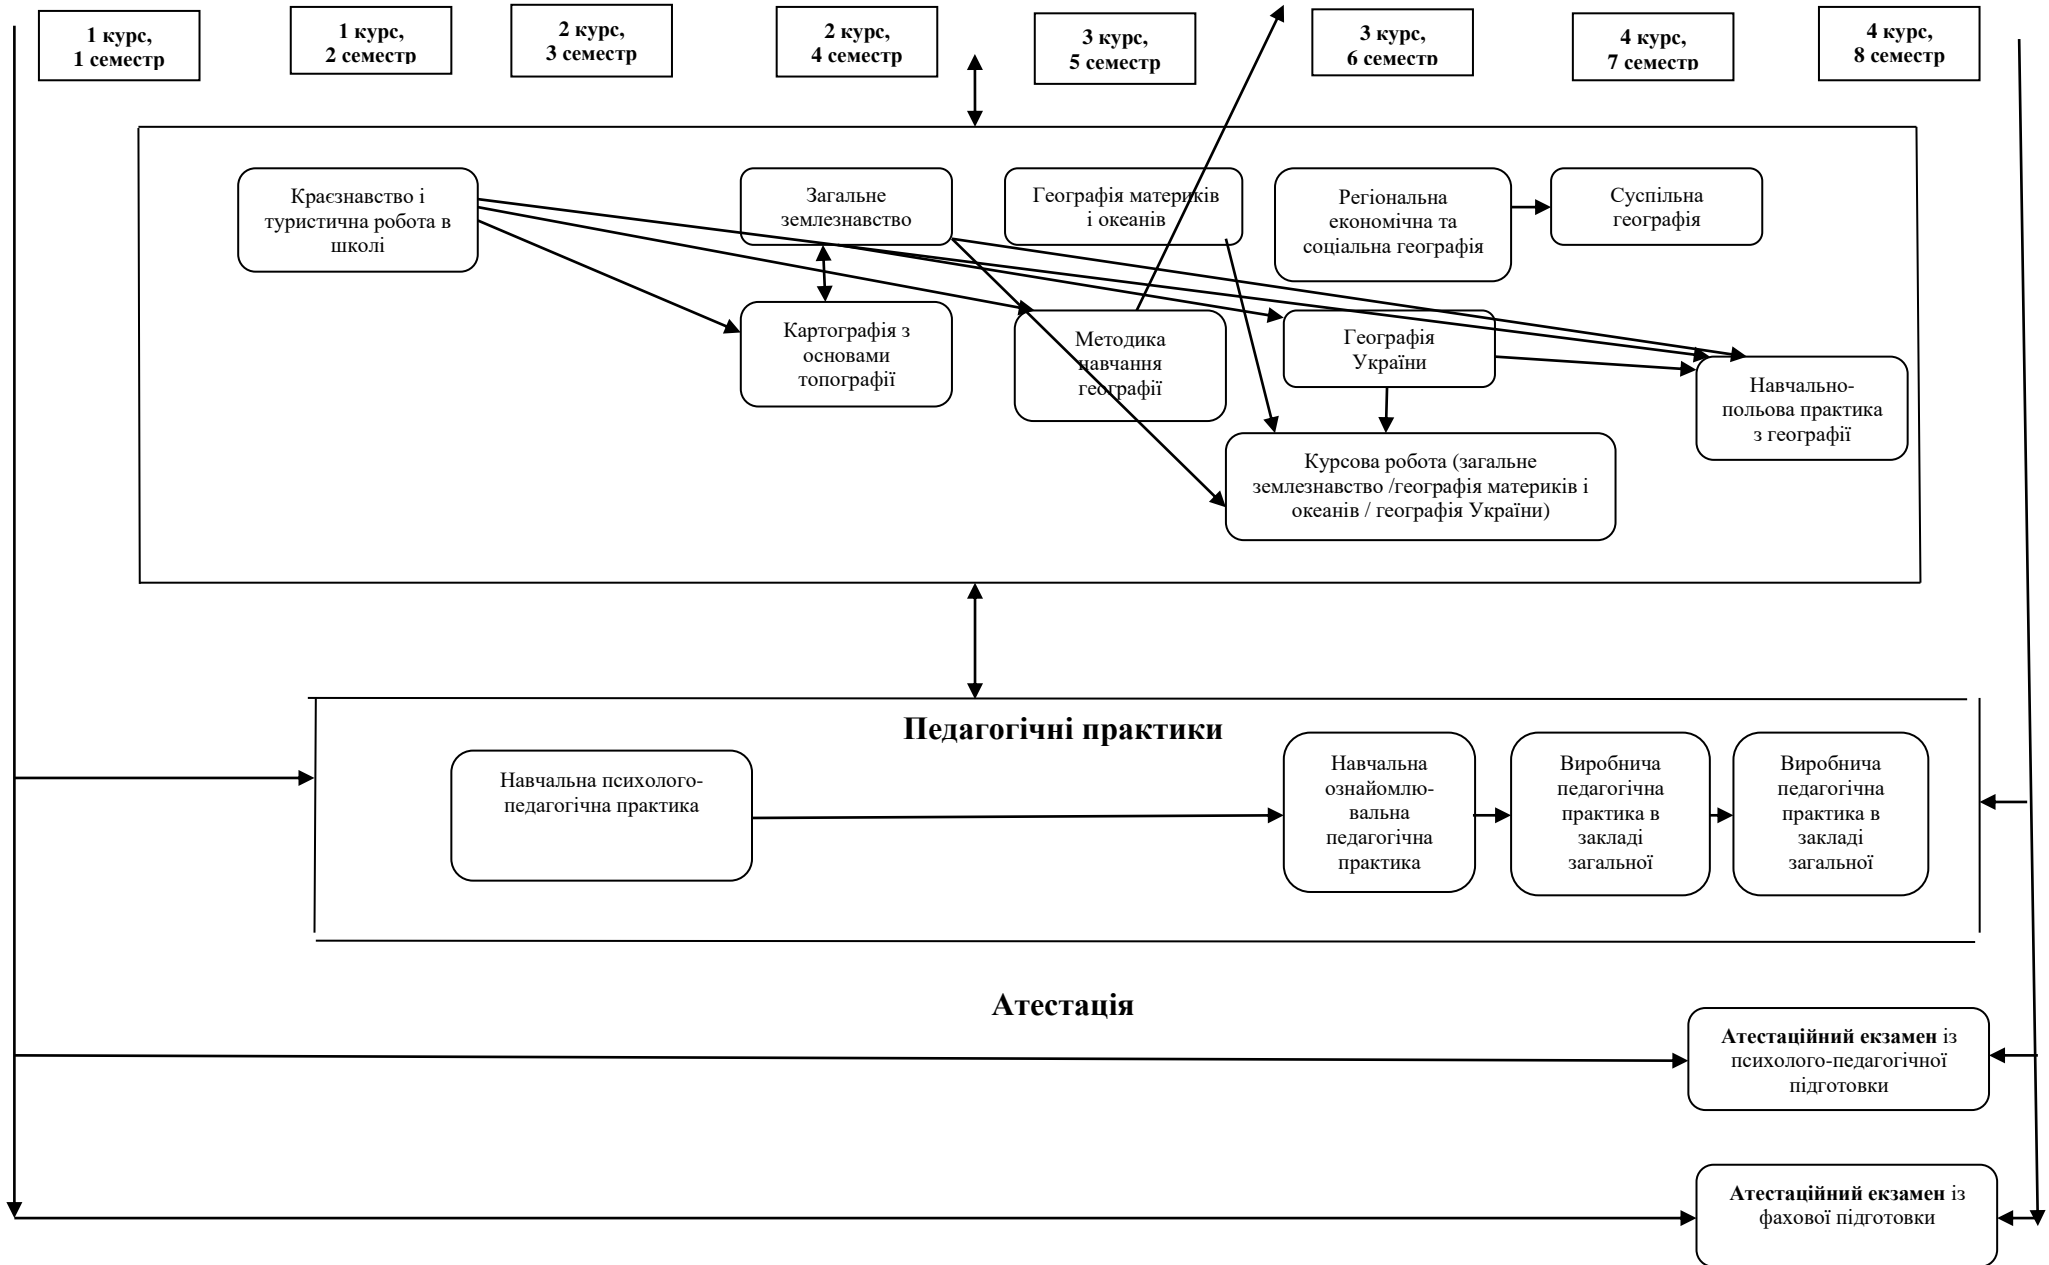 1 курс,
1 семестр
1 курс,
2 семестр
2 курс,
3 семестр
2 курс,
4 семестр
3 курс,
5 семестр
3 курс,
6 семестр
4 курс,
7 семестр
4 курс,
8 семестр
Краєзнавство і
туристична робота в
школі
Загальне
землезнавство
Географія материків
і океанів
Регіональна
економічна та
соціальна географія
Суспільна
географія
Картографія з
основами
топографії
Методика
навчання
географії
Географія
України
Навчально-
польова практика
з географії
Курсова робота (загальне
землезнавство /географія материків і
океанів / географія України)
Педагогічні практики
Навчальна психолого-
педагогічна практика
Навчальна
ознайомлю-
вальна
педагогічна
практика
Виробнича
педагогічна
практика в
закладі
загальної
Виробнича
педагогічна
практика в
закладі
загальної
Атестація
Атестаційний екзамен із
психолого-педагогічної
підготовки
Атестаційний екзамен із
фахової підготовки